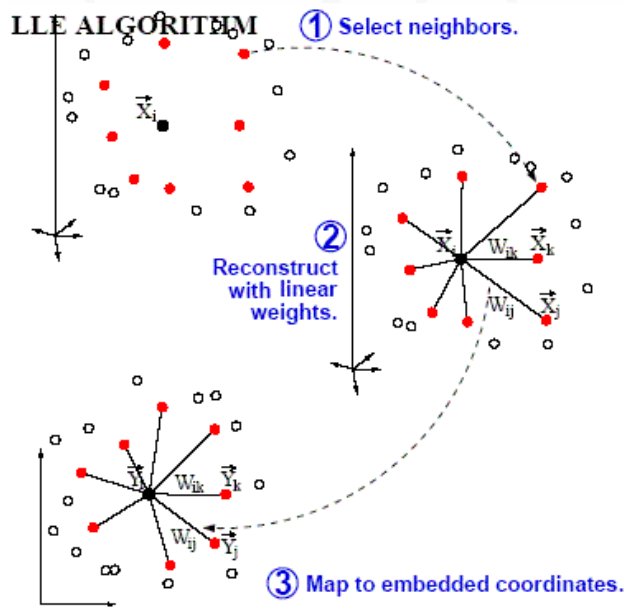 LLE ALGORITHM
① Select neighbors.
X⃗ᵢ
②
Reconstruct
with linear
weights.
X⃗ᵢ Wᵢₖ X⃗ₖ
Wᵢⱼ X⃗ⱼ
Y⃗ᵢ Wᵢₖ Y⃗ₖ
Wᵢⱼ Y⃗ⱼ
③ Map to embedded coordinates.